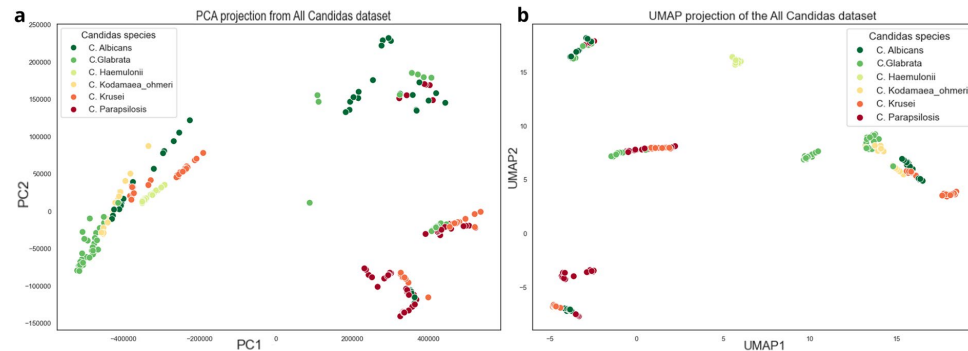 a
PCA projection from All Candidas dataset
250000
200000
150000
100000
50000
0
−50000
−100000
−150000
PC2
Candidas species
C. Albicans
C.Glabrata
C. Haemulonii
C. Kodamaea_ohmeri
C. Krusei
C. Parapsilosis
−400000
−200000
0
200000
400000
PC1
b
UMAP projection of the All Candidas dataset
15
10
5
0
−5
UMAP2
Candidas species
C. Albicans
C.Glabrata
C. Haemulonii
C. Kodamaea_ohmeri
C. Krusei
C. Parapsilosis
−5
0
5
10
15
UMAP1